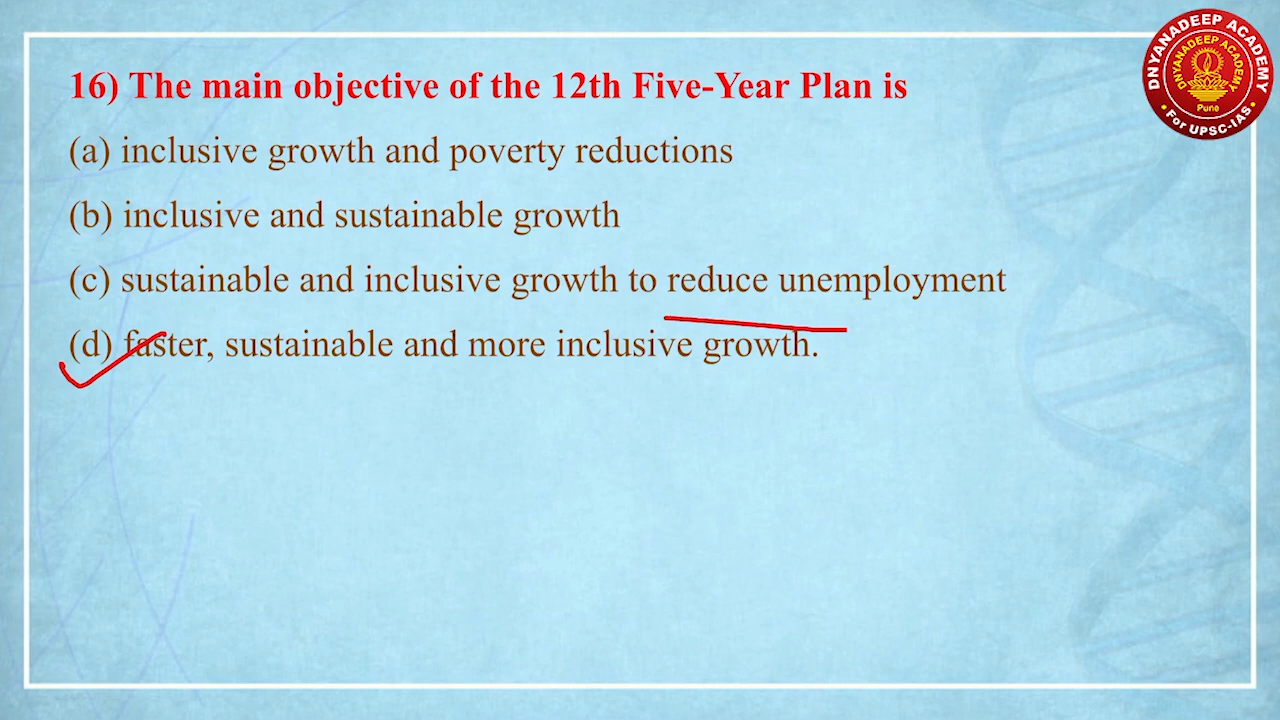 16) The main objective of the 12th Five-Year Plan is
(a) inclusive growth and poverty reductions
(b) inclusive and sustainable growth
(c) sustainable and inclusive growth to reduce unemployment
(d) faster, sustainable and more inclusive growth.
DNYANADEEP ACADEMY
DNYANADEEP ACADEMY
Pune
For UPSC-IAS